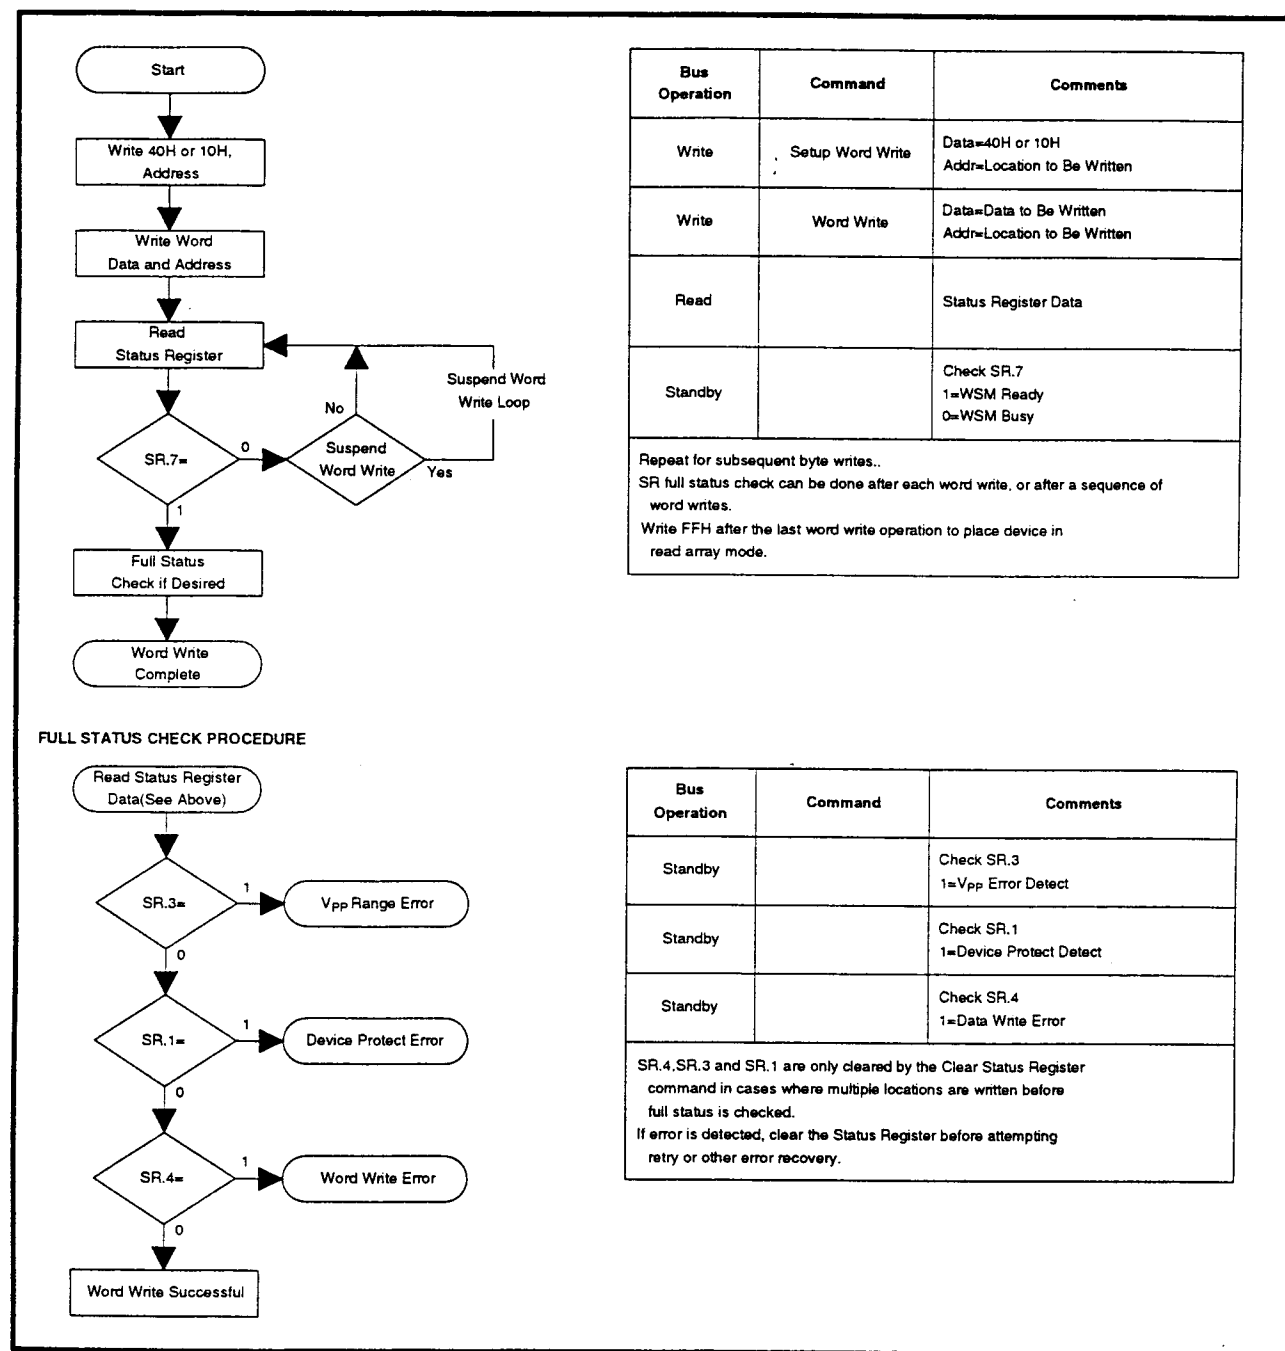 Start
Write 40H or 10H,
Address
Write Word
Data and Address
Read
Status Register
Suspend Word
Write Loop
No
SR.7=
0
Suspend
Word Write
Yes
1
Full Status
Check if Desired
Word Write
Complete
Bus
Operation
Command
Comments
Write
Setup Word Write
Data=40H or 10H
Addr=Location to Be Written
Write
Word Write
Data=Data to Be Written
Addr=Location to Be Written
Read
Status Register Data
Standby
Check SR.7
1=WSM Ready
0=WSM Busy
Repeat for subsequent byte writes..
SR full status check can be done after each word write, or after a sequence of
word writes.
Write FFH after the last word write operation to place device in
read array mode.
FULL STATUS CHECK PROCEDURE
Read Status Register
Data(See Above)
SR.3=
1
VPP Range Error
0
SR.1=
1
Device Protect Error
0
SR.4=
1
Word Write Error
0
Word Write Successful
Bus
Operation
Command
Comments
Standby
Check SR.3
1=VPP Error Detect
Standby
Check SR.1
1=Device Protect Detect
Standby
Check SR.4
1=Data Write Error
SR.4,SR.3 and SR.1 are only cleared by the Clear Status Register
command in cases where multiple locations are written before
full status is checked.
If error is detected, clear the Status Register before attempting
retry or other error recovery.